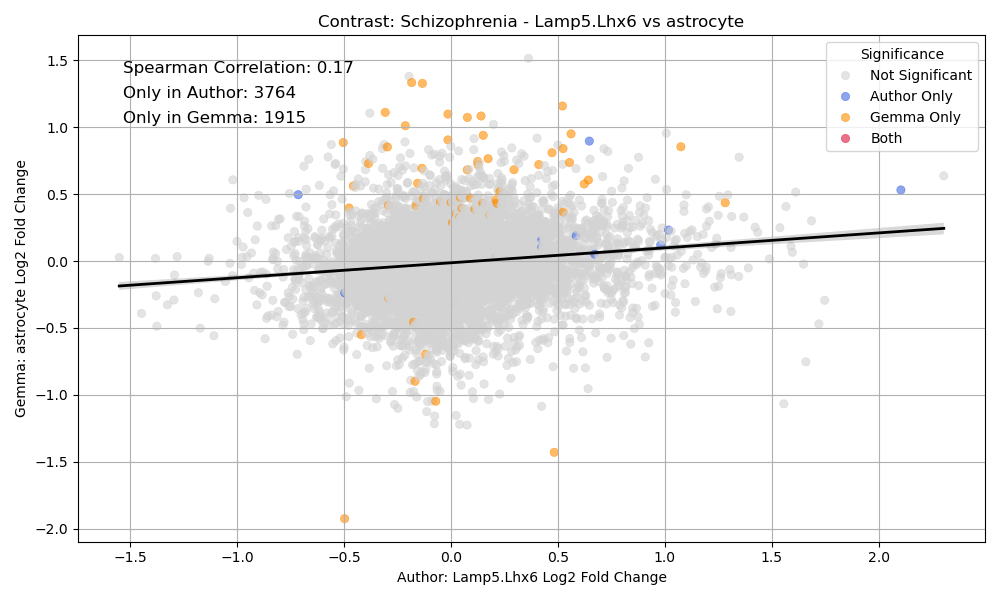 Contrast: Schizophrenia - Lamp5.Lhx6 vs astrocyte
Spearman Correlation: 0.17
Only in Author: 3764
Only in Gemma: 1915
Significance
Not Significant
Author Only
Gemma Only
Both
Gemma: astrocyte Log2 Fold Change
1.5
1.0
0.5
0.0
−0.5
−1.0
−1.5
−2.0
−1.5 −1.0 −0.5 0.0 0.5 1.0 1.5 2.0
Author: Lamp5.Lhx6 Log2 Fold Change